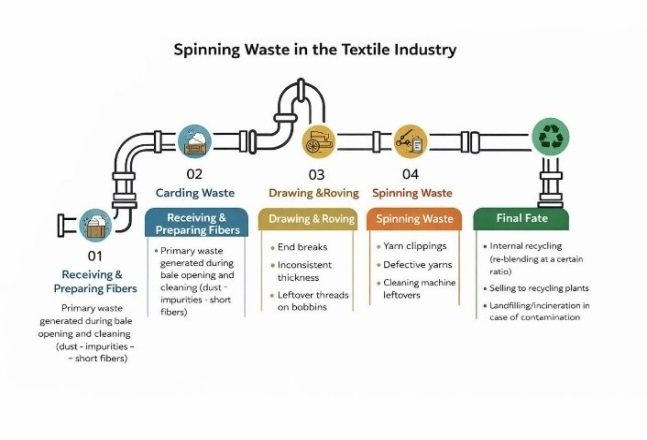 Spinning Waste in the Textile Industry
01
Receiving &
Preparing Fibers
Primary waste
generated during bale
opening and cleaning
(dust - impurities –
– short fibers)
02
Carding Waste
Receiving &
Preparing Fibers
• Primary waste
generated during
bale opening and
cleaning (dust -
impurities - short
fibers)
03
Drawing &Roving
Drawing & Roving
• End breaks
• Inconsistent
thickness
• Leftover threads
on bobbins
04
Spinning Waste
Spinning Waste
• Yarn clippings
• Defective yarns
• Cleaning machine
leftovers
Final Fate
• Internal recycling
(re-blending at a certain
ratio)
• Selling to recycling plants
• Landfilling/incineration in
case of contamination